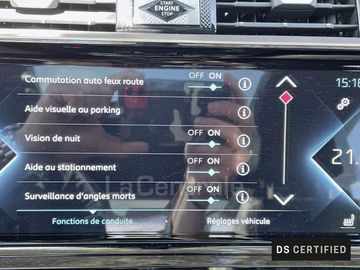 START
ENGINE
STOP
Commutation auto feux route OFF ON
15:18
Aide visuelle au parking
Vision de nuit OFF ON
21.
Aide au stationnement OFF ON
aCentrale
Surveillance d'angles morts OFF ON
Fonctions de conduite Réglages véhicule
DS CERTIFIED